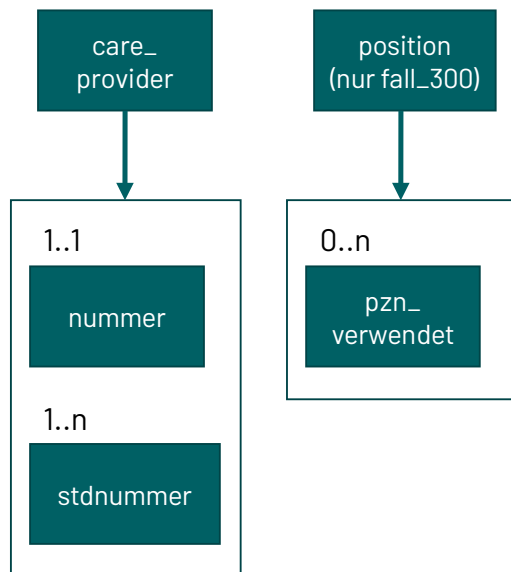 care_
provider
1..1
nummer
1..n
stdnummer
position
(nur fall_300)
0..n
pzn_
verwendet